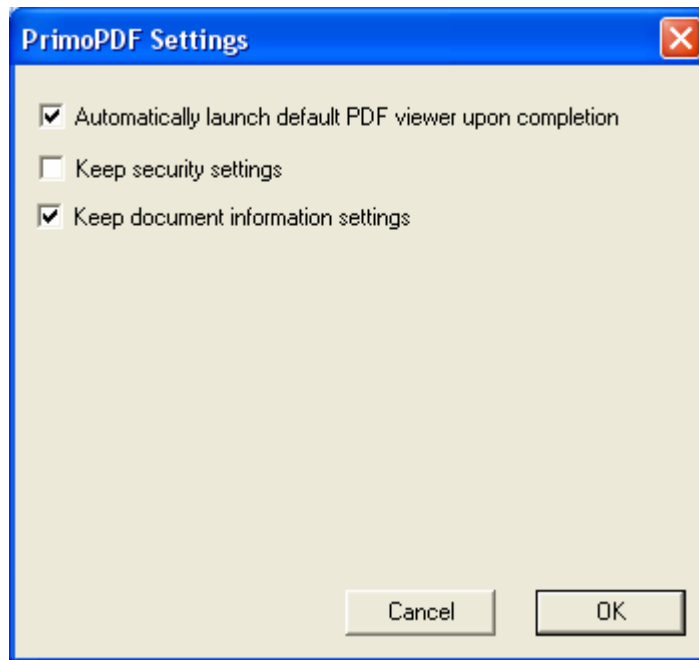 PrimoPDF Settings
Automatically launch default PDF viewer upon completion
Keep security settings
Keep document information settings
Cancel OK